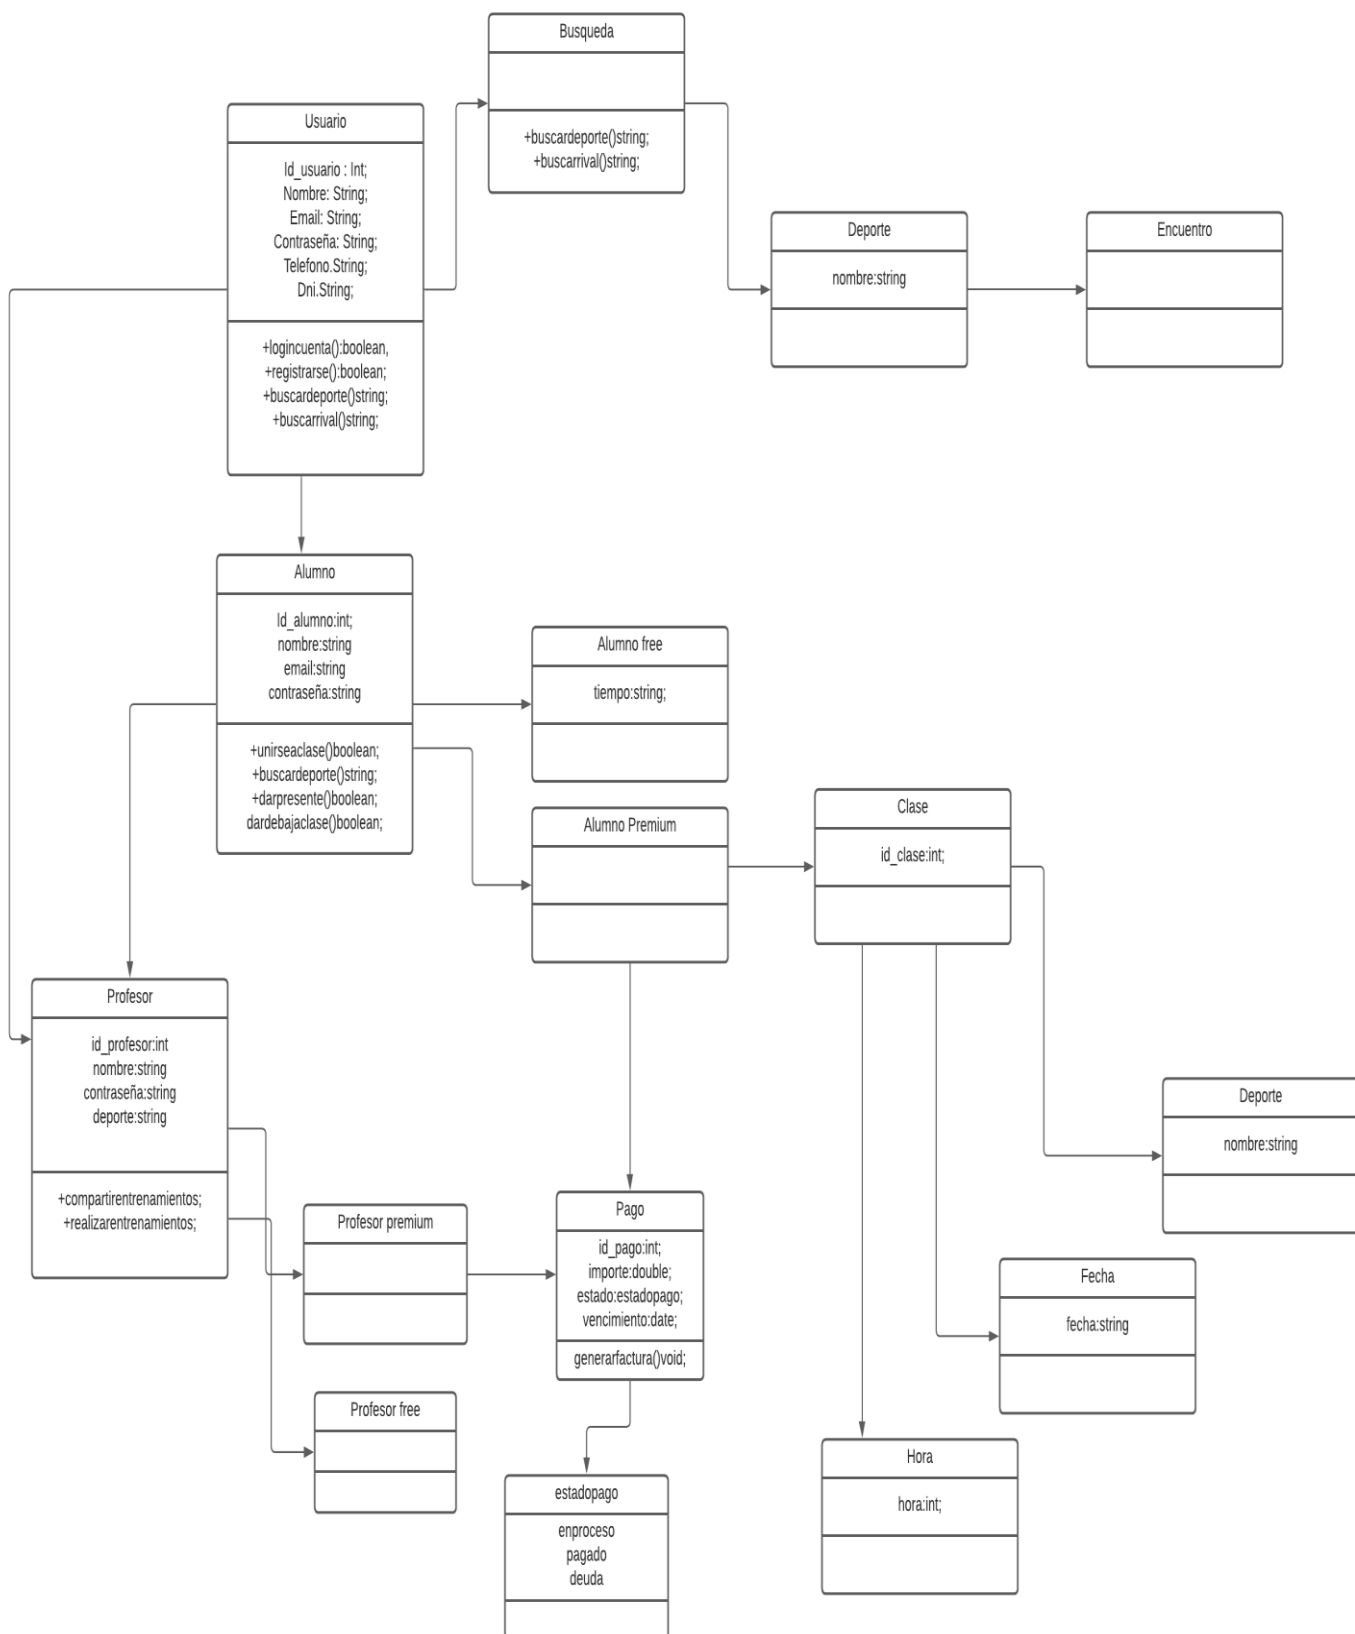 Busqueda
+buscardeporte()string;
+buscarrival()string;
Usuario
Id_usuario : Int;
Nombre: String;
Email: String;
Contraseña: String;
Telefono.String;
Dni.String;
+logincuenta():boolean,
+registrarse():boolean;
+buscardeporte()string;
+buscarrival()string;
Deporte
nombre:string
Encuentro
Alumno
Id_alumno:int;
nombre:string
email:string
contraseña:string
+unirseaclase()boolean;
+buscardeporte()string;
+darpresente()boolean;
dardebajaclase()boolean;
Alumno free
tiempo:string;
Alumno Premium
Clase
id_clase:int;
Profesor
id_profesor:int
nombre:string
contraseña:string
deporte:string
+compartirentrenamientos;
+realizarentrenamientos;
Deporte
nombre:string
Profesor premium
Pago
id_pago:int;
importe:double;
estado:estadopago;
vencimiento:date;
generarfactura()void;
Fecha
fecha:string
Profesor free
Hora
hora:int;
estadopago
enproceso
pagado
deuda